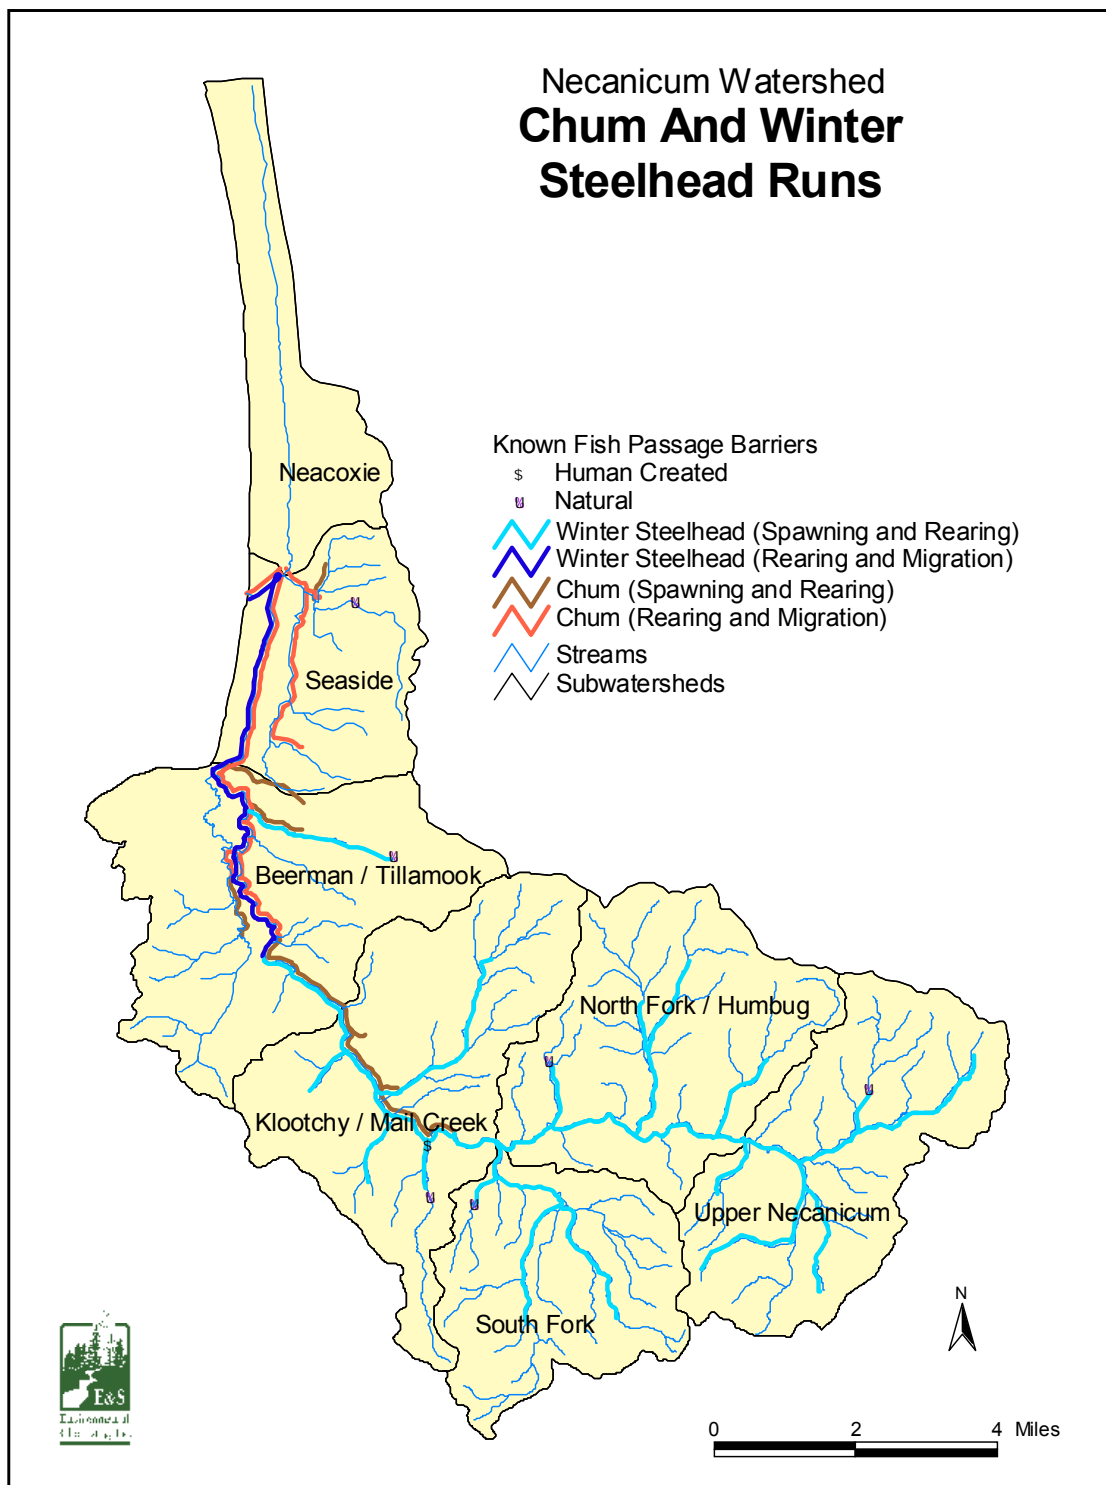 Necanicum Watershed
Chum And Winter
Steelhead Runs
Neacoxie
Known Fish Passage Barriers
$ Human Created
Natural
Winter Steelhead (Spawning and Rearing)
Winter Steelhead (Rearing and Migration)
Chum (Spawning and Rearing)
Chum (Rearing and Migration)
Streams
Subwatersheds
Seaside
Beerman / Tillamook
North Fork / Humbug
Klootchy / Mail Creek
$
Upper Necanicum
South Fork
N
E&S
0 2 4 Miles